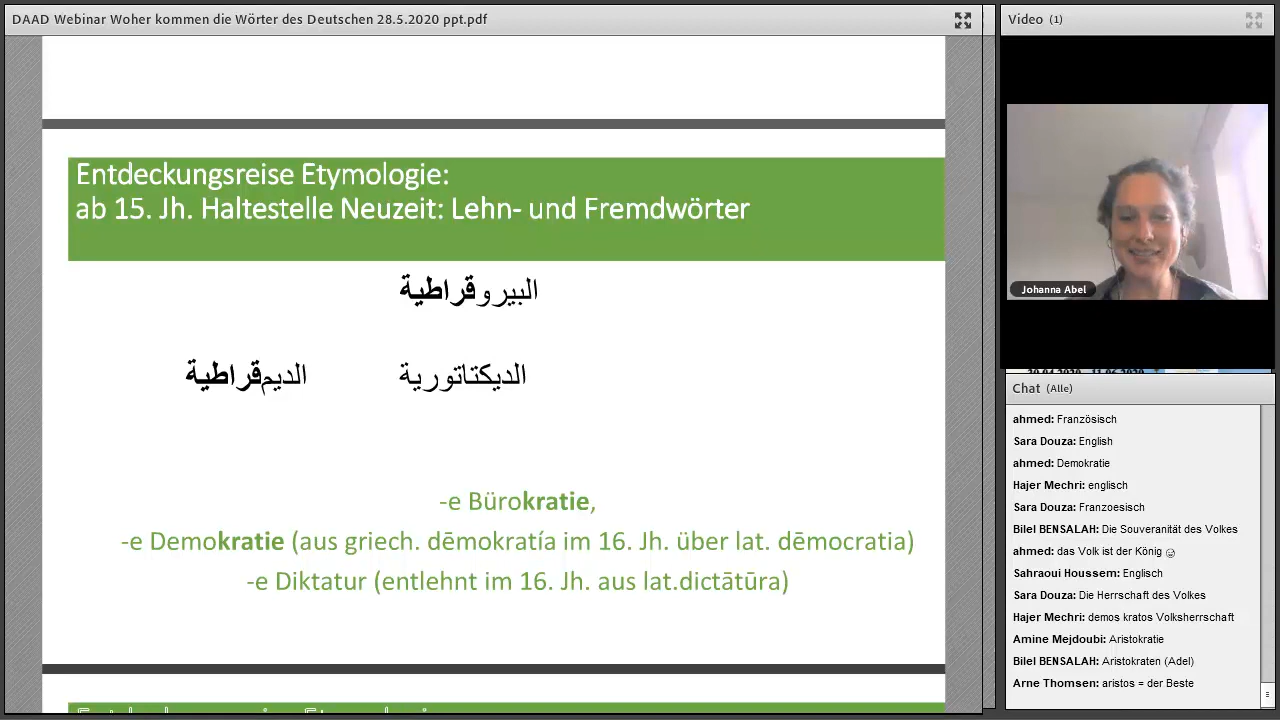 DAAD Webinar Woher kommen die Wörter des Deutschen 28.5.2020 ppt.pdf
Entdeckungsreise Etymologie:
ab 15. Jh. Haltestelle Neuzeit: Lehn- und Fremdwörter
البيروقراطية
الديكتاتورية
الديمقراطية
-e Bürokratie,
-e Demokratie (aus griech. dēmokratía im 16. Jh. über lat. dēmocratia)
-e Diktatur (entlehnt im 16. Jh. aus lat.dictātūra)
Video (1)
Johanna Abel
Chat (Alle)
ahmed: Französisch
Sara Douza: English
ahmed: Demokratie
Hajer Mechri: englisch
Sara Douza: Franzoesisch
Bilel BENSALAH: Die Souveranität des Volkes
ahmed: das Volk ist der König
Sahraoui Houssem: Englisch
Sara Douza: Die Herrschaft des Volkes
Hajer Mechri: demos kratos Volksherrschaft
Amine Mejdoubi: Aristokratie
Bilel BENSALAH: Aristokraten (Adel)
Arne Thomsen: aristos = der Beste